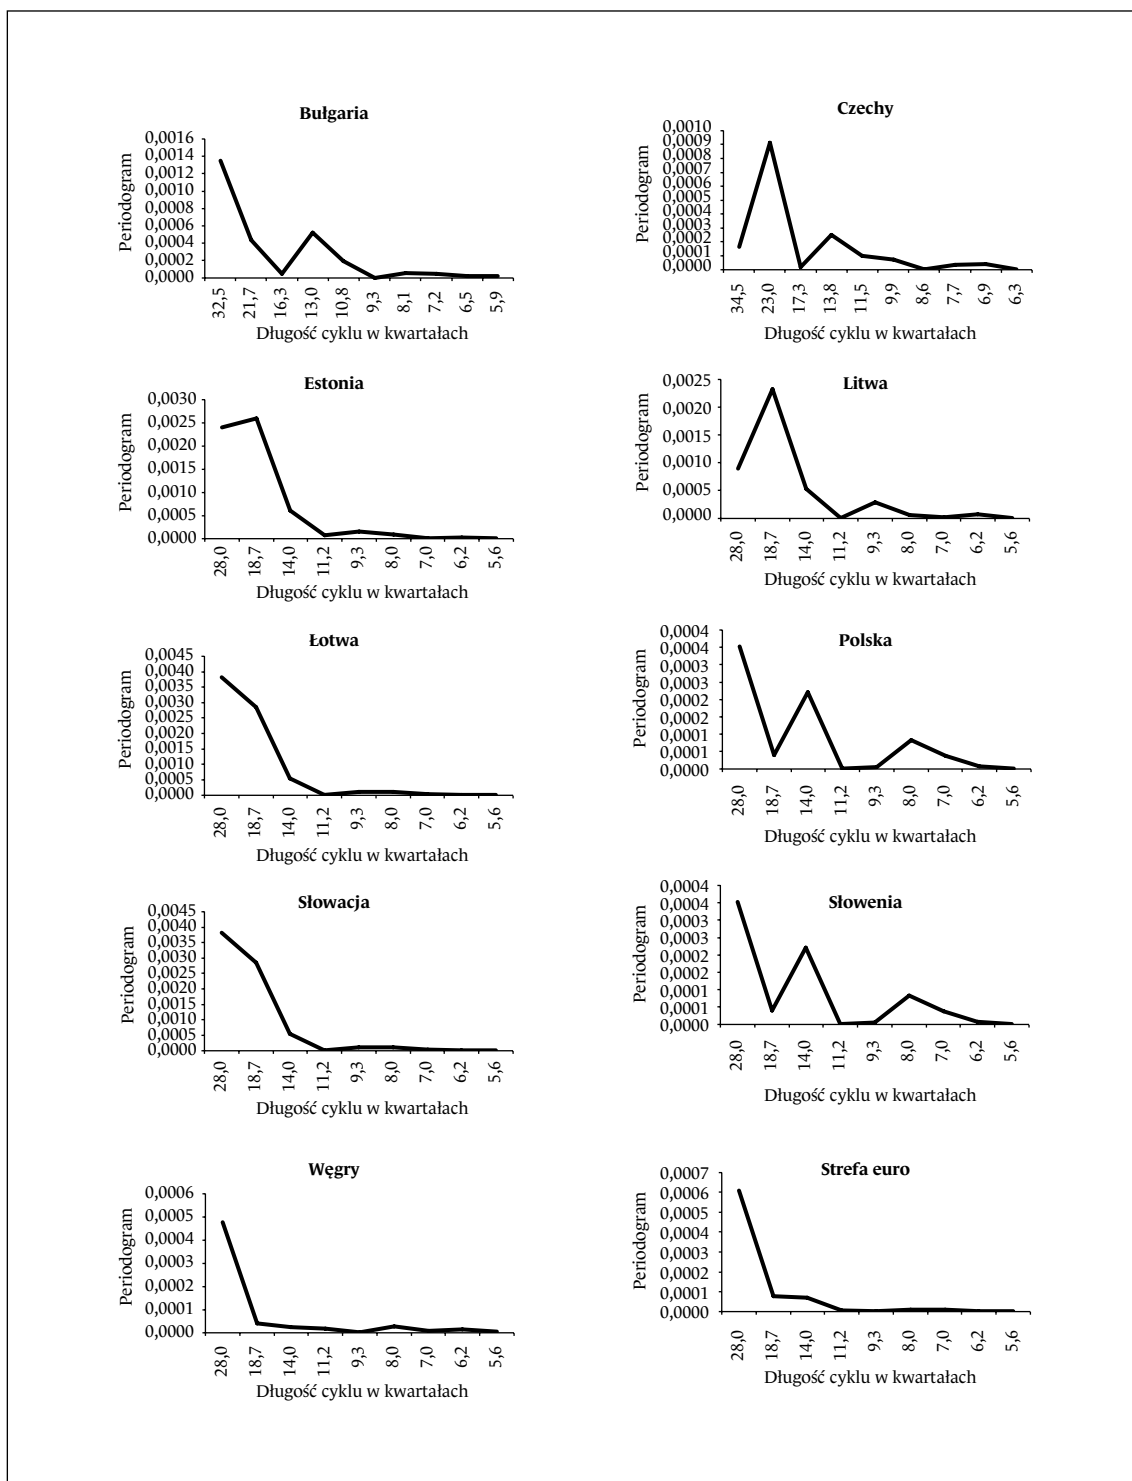 Bułgaria
0,0016
0,0014
0,0012
0,0010
0,0008
0,0006
0,0004
0,0002
0,0000
Periodogram
32,5 21,7 16,3 13,0 10,8 9,3 8,1 7,2 6,5 5,9
Długość cyklu w kwartałach
Czechy
0,0010
0,0009
0,0008
0,0007
0,0006
0,0005
0,0004
0,0003
0,0002
0,0001
0,0000
Periodogram
34,5 23,0 17,3 13,8 11,5 9,9 8,6 7,7 6,9 6,3
Długość cyklu w kwartałach
Estonia
0,0030
0,0025
0,0020
0,0015
0,0010
0,0005
0,0000
Periodogram
28,0 18,7 14,0 11,2 9,3 8,0 7,0 6,2 5,6
Długość cyklu w kwartałach
Litwa
0,0025
0,0020
0,0015
0,0010
0,0005
0,0000
Periodogram
28,0 18,7 14,0 11,2 9,3 8,0 7,0 6,2 5,6
Długość cyklu w kwartałach
Łotwa
0,0045
0,0040
0,0035
0,0030
0,0025
0,0020
0,0015
0,0010
0,0005
0,0000
Periodogram
28,0 18,7 14,0 11,2 9,3 8,0 7,0 6,2 5,6
Długość cyklu w kwartałach
Polska
0,0004
0,0004
0,0003
0,0003
0,0002
0,0002
0,0001
0,0001
0,0000
Periodogram
28,0 18,7 14,0 11,2 9,3 8,0 7,0 6,2 5,6
Długość cyklu w kwartałach
Słowacja
0,0045
0,0040
0,0035
0,0030
0,0025
0,0020
0,0015
0,0010
0,0005
0,0000
Periodogram
28,0 18,7 14,0 11,2 9,3 8,0 7,0 6,2 5,6
Długość cyklu w kwartałach
Słowenia
0,0004
0,0004
0,0003
0,0003
0,0002
0,0002
0,0001
0,0001
0,0000
Periodogram
28,0 18,7 14,0 11,2 9,3 8,0 7,0 6,2 5,6
Długość cyklu w kwartałach
Węgry
0,0006
0,0005
0,0004
0,0003
0,0002
0,0001
0,0000
Periodogram
28,0 18,7 14,0 11,2 9,3 8,0 7,0 6,2 5,6
Długość cyklu w kwartałach
Strefa euro
0,0007
0,0006
0,0005
0,0004
0,0003
0,0002
0,0001
0,0000
Periodogram
28,0 18,7 14,0 11,2 9,3 8,0 7,0 6,2 5,6
Długość cyklu w kwartałach